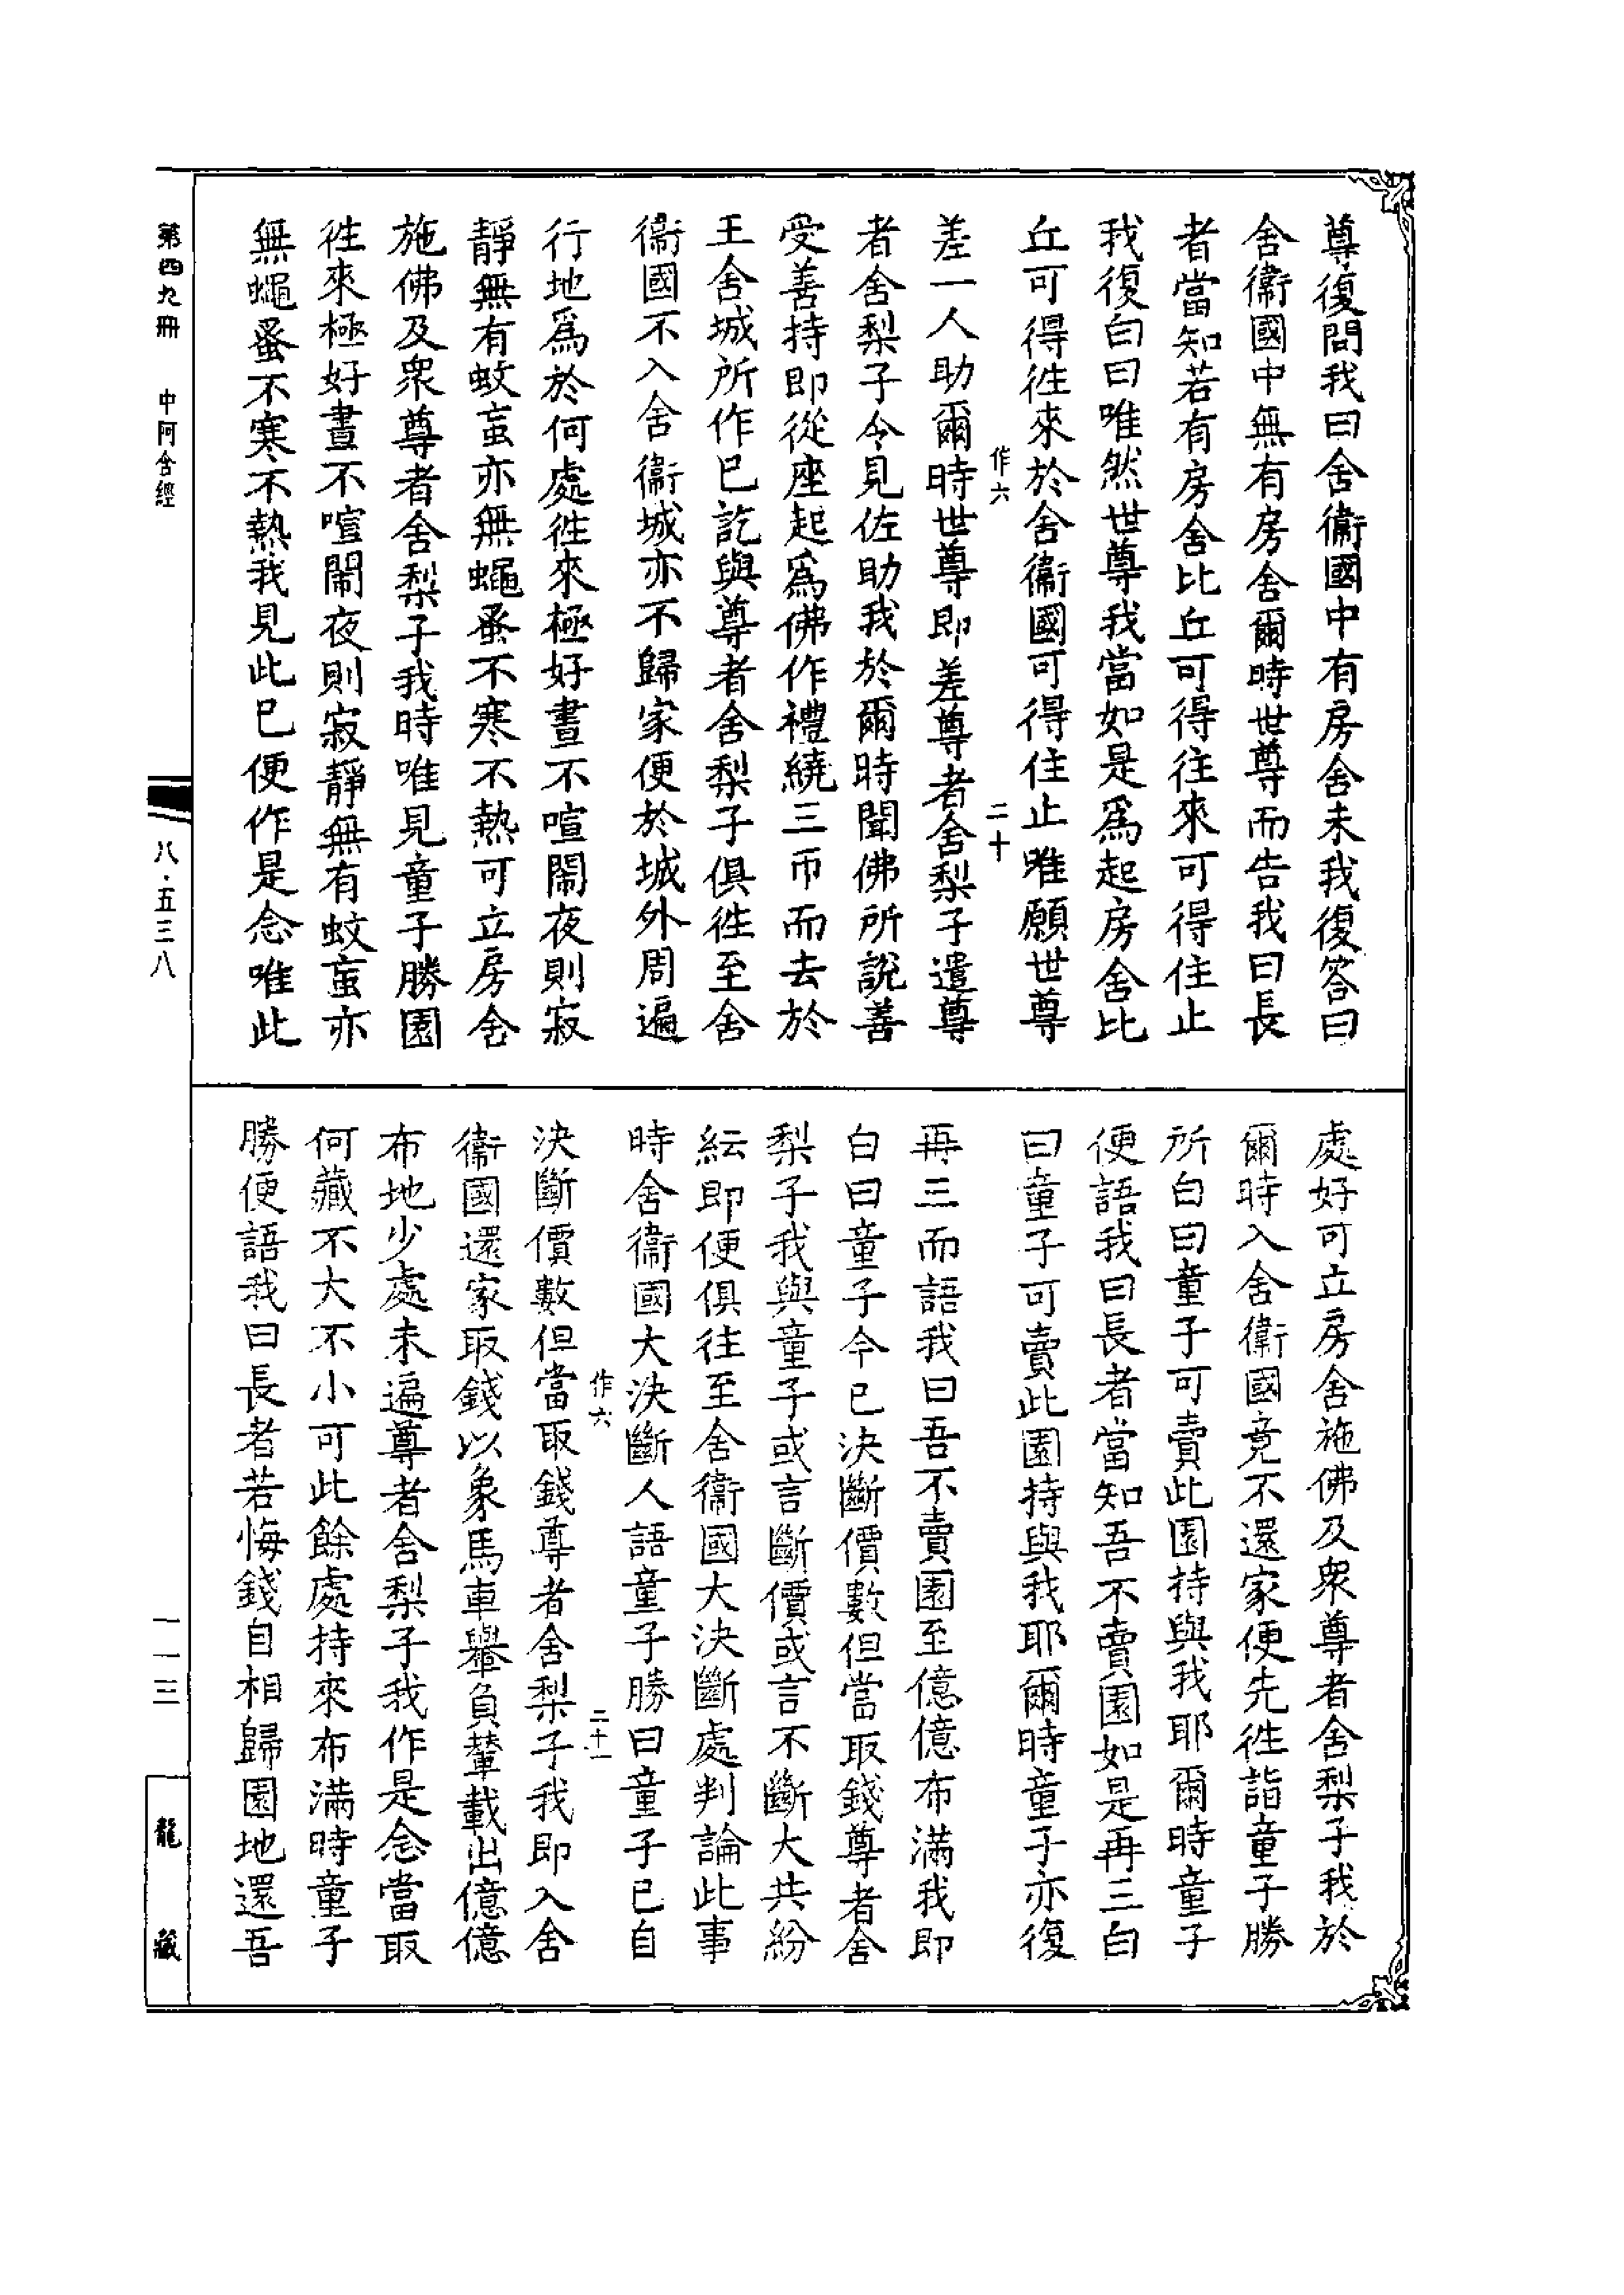 尊復問我曰舍衞國中有房舍未我復答曰
舍衞國中無有房舍爾時世尊而告我曰長
者當知若有房舍比丘可得往來可得住止
我復白曰唯然世尊我當如是爲起房舍比
丘可得往來於舍衞國可得住止唯願世尊
作六
二十
差一人助爾時世尊即差尊者舍梨子遣尊
者舍梨子令見佐助我於爾時聞佛所說善
受善持即從座起爲佛作禮繞三帀而去於
王舍城所作已訖與尊者舍梨子俱往至舍
衞國不入舍衞城亦不歸家便於城外周遍
行地爲於何處往來極好晝不喧閙夜則寂
靜無有蚊䖟亦無蠅蚤不寒不熱可立房舍
施佛及衆尊者舍梨子我時唯見童子勝園
往來極好晝不喧閙夜則寂靜無有蚊䖟亦
無蠅蚤不寒不熱我見此已便作是念唯此
處好可立房舍施佛及衆尊者舍梨子我於
爾時入舍衞國竟不還家便先往詣童子勝
所白曰童子可賣此園持與我耶爾時童子
便語我曰長者當知吾不賣園如是再三白
曰童子可賣此園持與我耶爾時童子亦復
再三而語我曰吾不賣園至億億布滿我即
白曰童子今已決斷價數但當取錢尊者舍
梨子我與童子或言斷價或言不斷大共紛
紜即便俱往至舍衞國大決斷處判論此事
時舍衞國大決斷人語童子勝曰童子已自
作六
二十一
決斷價數但當取錢尊者舍梨子我即入舍
衞國還家取錢以象馬車轝負輦載出億億
布地少處未遍尊者舍梨子我作是念當取
何藏不大不小可此餘處持來布滿時童子
勝便語我曰長者若悔錢自相歸園地還吾
第四九冊　中阿含經
八·五三八
一一三
龍藏